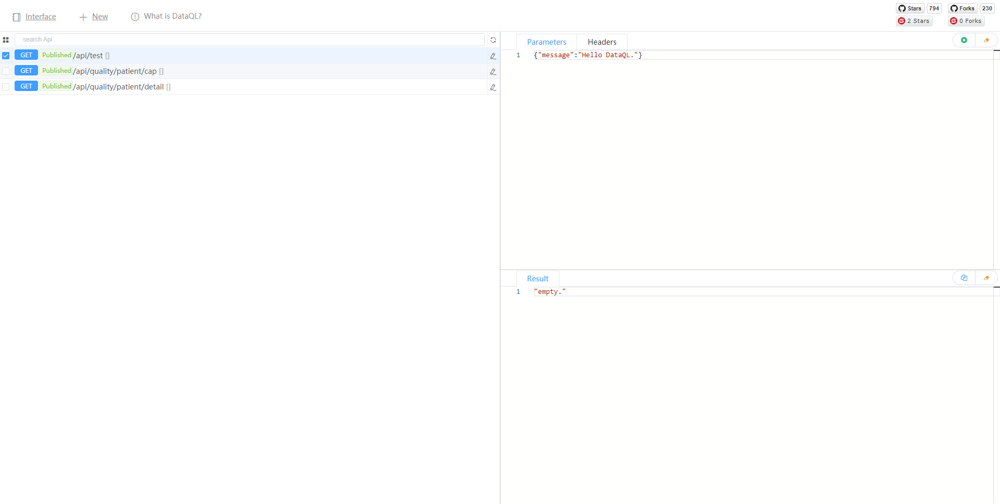 Interface
New
What is DataQL?
Stars 794
Forks 230
2 Stars
0 Forks
search Api
GET Published /api/test []
GET Published /api/quality/patient/cap []
GET Published /api/quality/patient/detail []
Parameters
Headers
1 {"message":"Hello DataQL."}
Result
1 "empty."